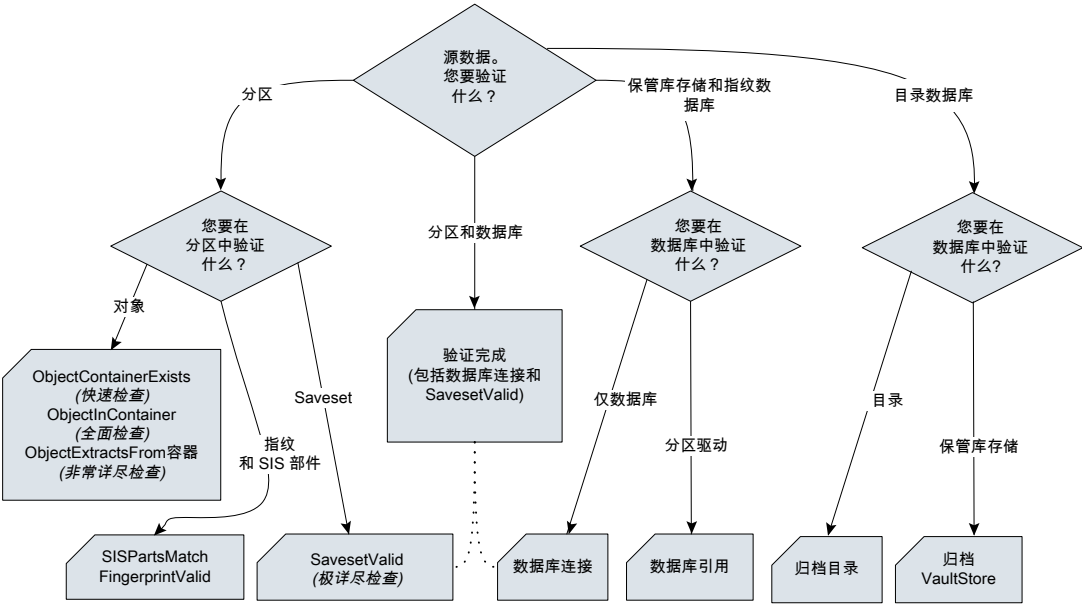 源数据。
您要验证
什么？
分区
保管库存储和指纹数
据库
目录数据库
您要在
分区中验证
什么？
分区和数据库
您要在
数据库中验证
什么？
您要在
数据库中验证
什么?
对象
验证完成
(包括数据库连接和
SavesetValid)
ObjectContainerExists
(快速检查)
ObjectInContainer
(全面检查)
ObjectExtractsFrom容器
(非常详尽检查)
Saveset
仅数据库
目录
指纹
和 SIS 部件
分区驱动
保管库存储
SISPartsMatch
FingerprintValid
SavesetValid
(极详尽检查)
数据库连接
数据库引用
归档目录
归档
VaultStore